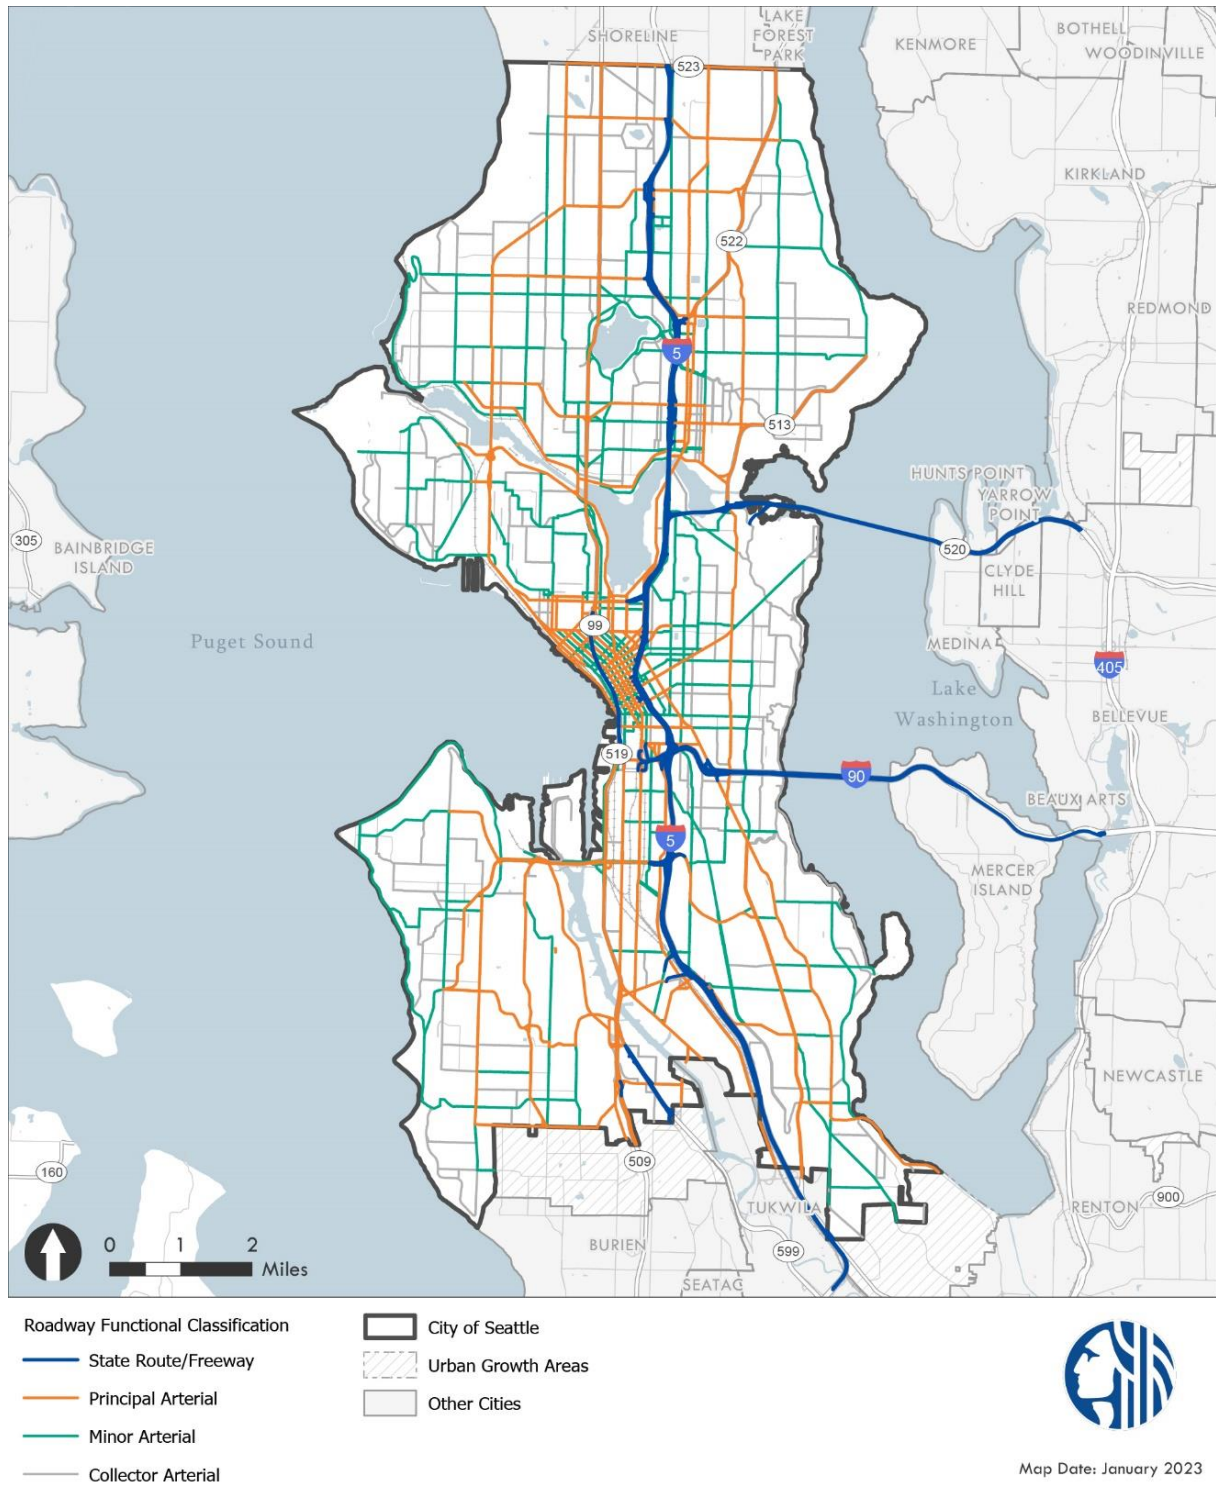 SHORELINE
LAKE
FOREST
PARK
KENMORE
BOTHELL
WOODINVILLE
523
KIRKLAND
522
REDMOND
5
513
HUNTS POINT
YARROW
POINT
305
BAINBRIDGE
ISLAND
520
CLYDE
HILL
99
Puget Sound
MEDINA
405
Lake
Washington
BELLEVUE
519
90
BEAUX ARTS
5
MERCER
ISLAND
NEWCASTLE
160
509
TUKWILA
RENTON
900
BURIEN
599
SEATAC
0 1 2
Miles
Roadway Functional Classification
State Route/Freeway
Principal Arterial
Minor Arterial
Collector Arterial
City of Seattle
Urban Growth Areas
Other Cities
Map Date: January 2023